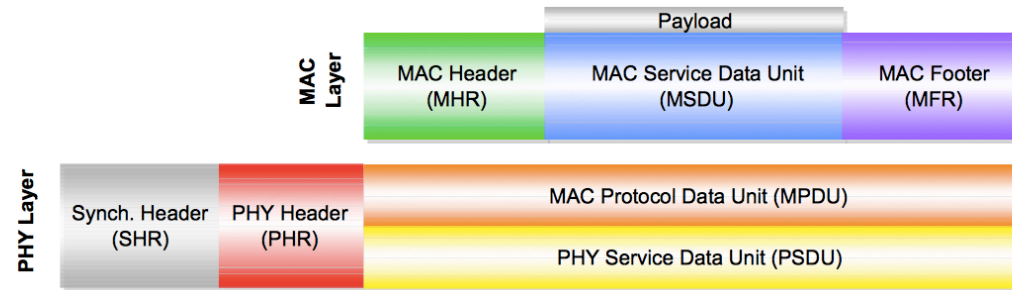 Payload
MAC
Layer
MAC Header
(MHR)
MAC Service Data Unit
(MSDU)
MAC Footer
(MFR)
PHY Layer
Synch. Header
(SHR)
PHY Header
(PHR)
MAC Protocol Data Unit (MPDU)
PHY Service Data Unit (PSDU)